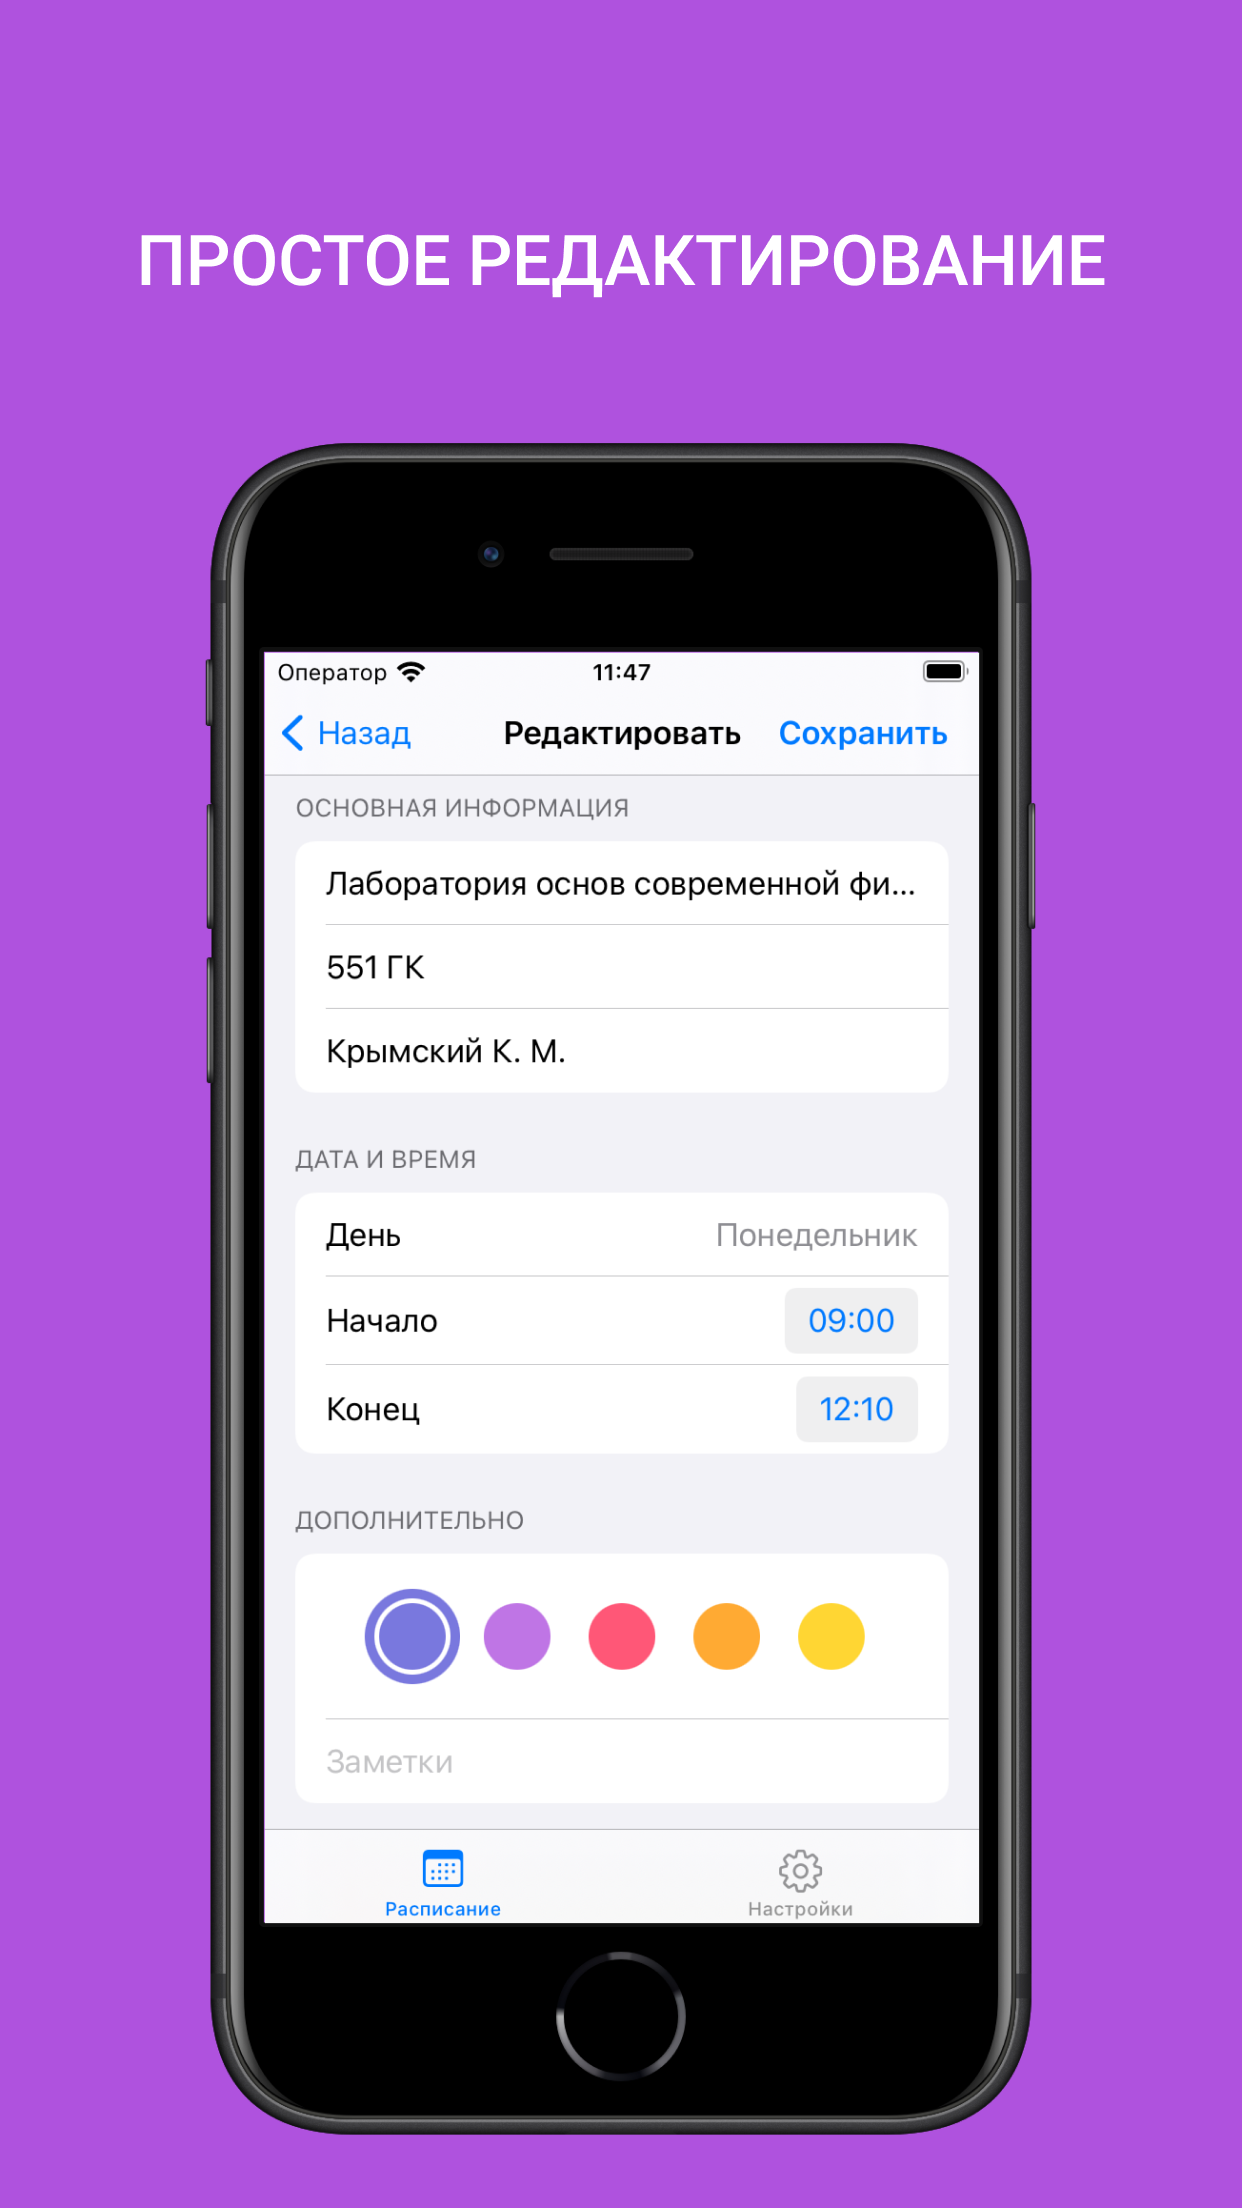 ПРОСТОЕ РЕДАКТИРОВАНИЕ
Оператор 11:47
Назад Редактировать Сохранить
ОСНОВНАЯ ИНФОРМАЦИЯ
Лаборатория основ современной фи...
551 ГК
Крымский К. М.
ДАТА И ВРЕМЯ
День Понедельник
Начало 09:00
Конец 12:10
ДОПОЛНИТЕЛЬНО
Заметки
Расписание Настройки